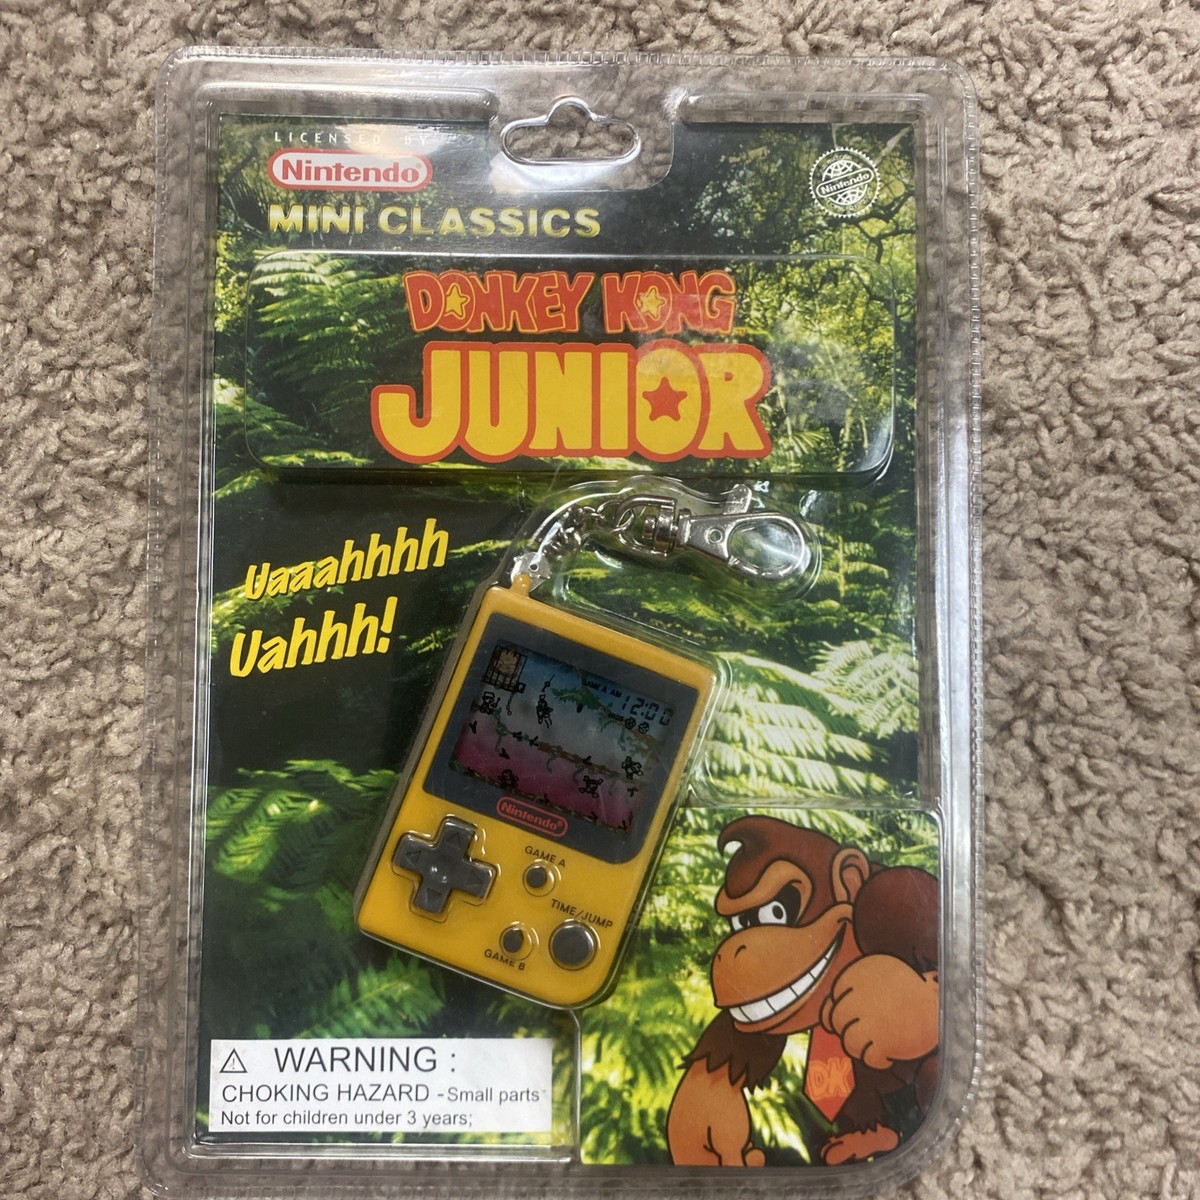 LICENSED BY
Nintendo
MINI CLASSICS
Nintendo
DONKEY KONG
JUNIOR
Uaaahhhh
Uahhh!
12:00
Nintendo
GAME A
TIME/JUMP
GAME B
DK
WARNING :
CHOKING HAZARD - Small parts
Not for children under 3 years;